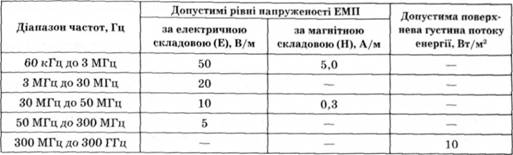 Діапазон частот, Гц
Допустимі рівні напруженості ЕМП
за електричною складовою (Е), В/м
за магнітною складовою (Н), А/м
Допустима поверх-
нева густина потоку
енергії, Вт/м²
60 кГц до 3 МГц 50 5,0 —
3 МГц до 30 МГц 20 — —
30 МГц до 50 МГц 10 0,3 —
50 МГц до 300 МГц 5 — —
300 МГц до 300 ГГц — — 10